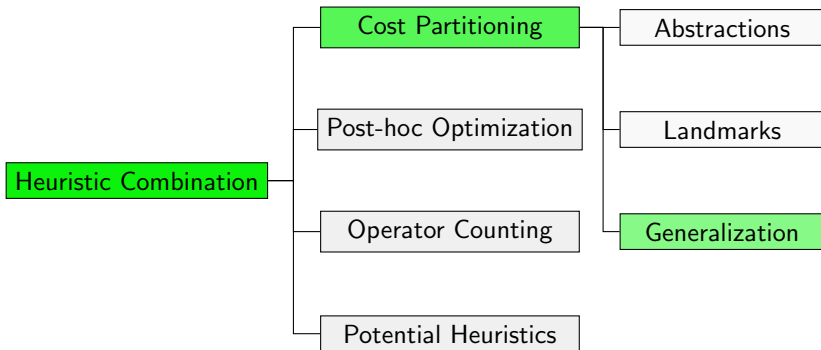 Heuristic Combination
Cost Partitioning
Post-hoc Optimization
Operator Counting
Potential Heuristics
Abstractions
Landmarks
Generalization